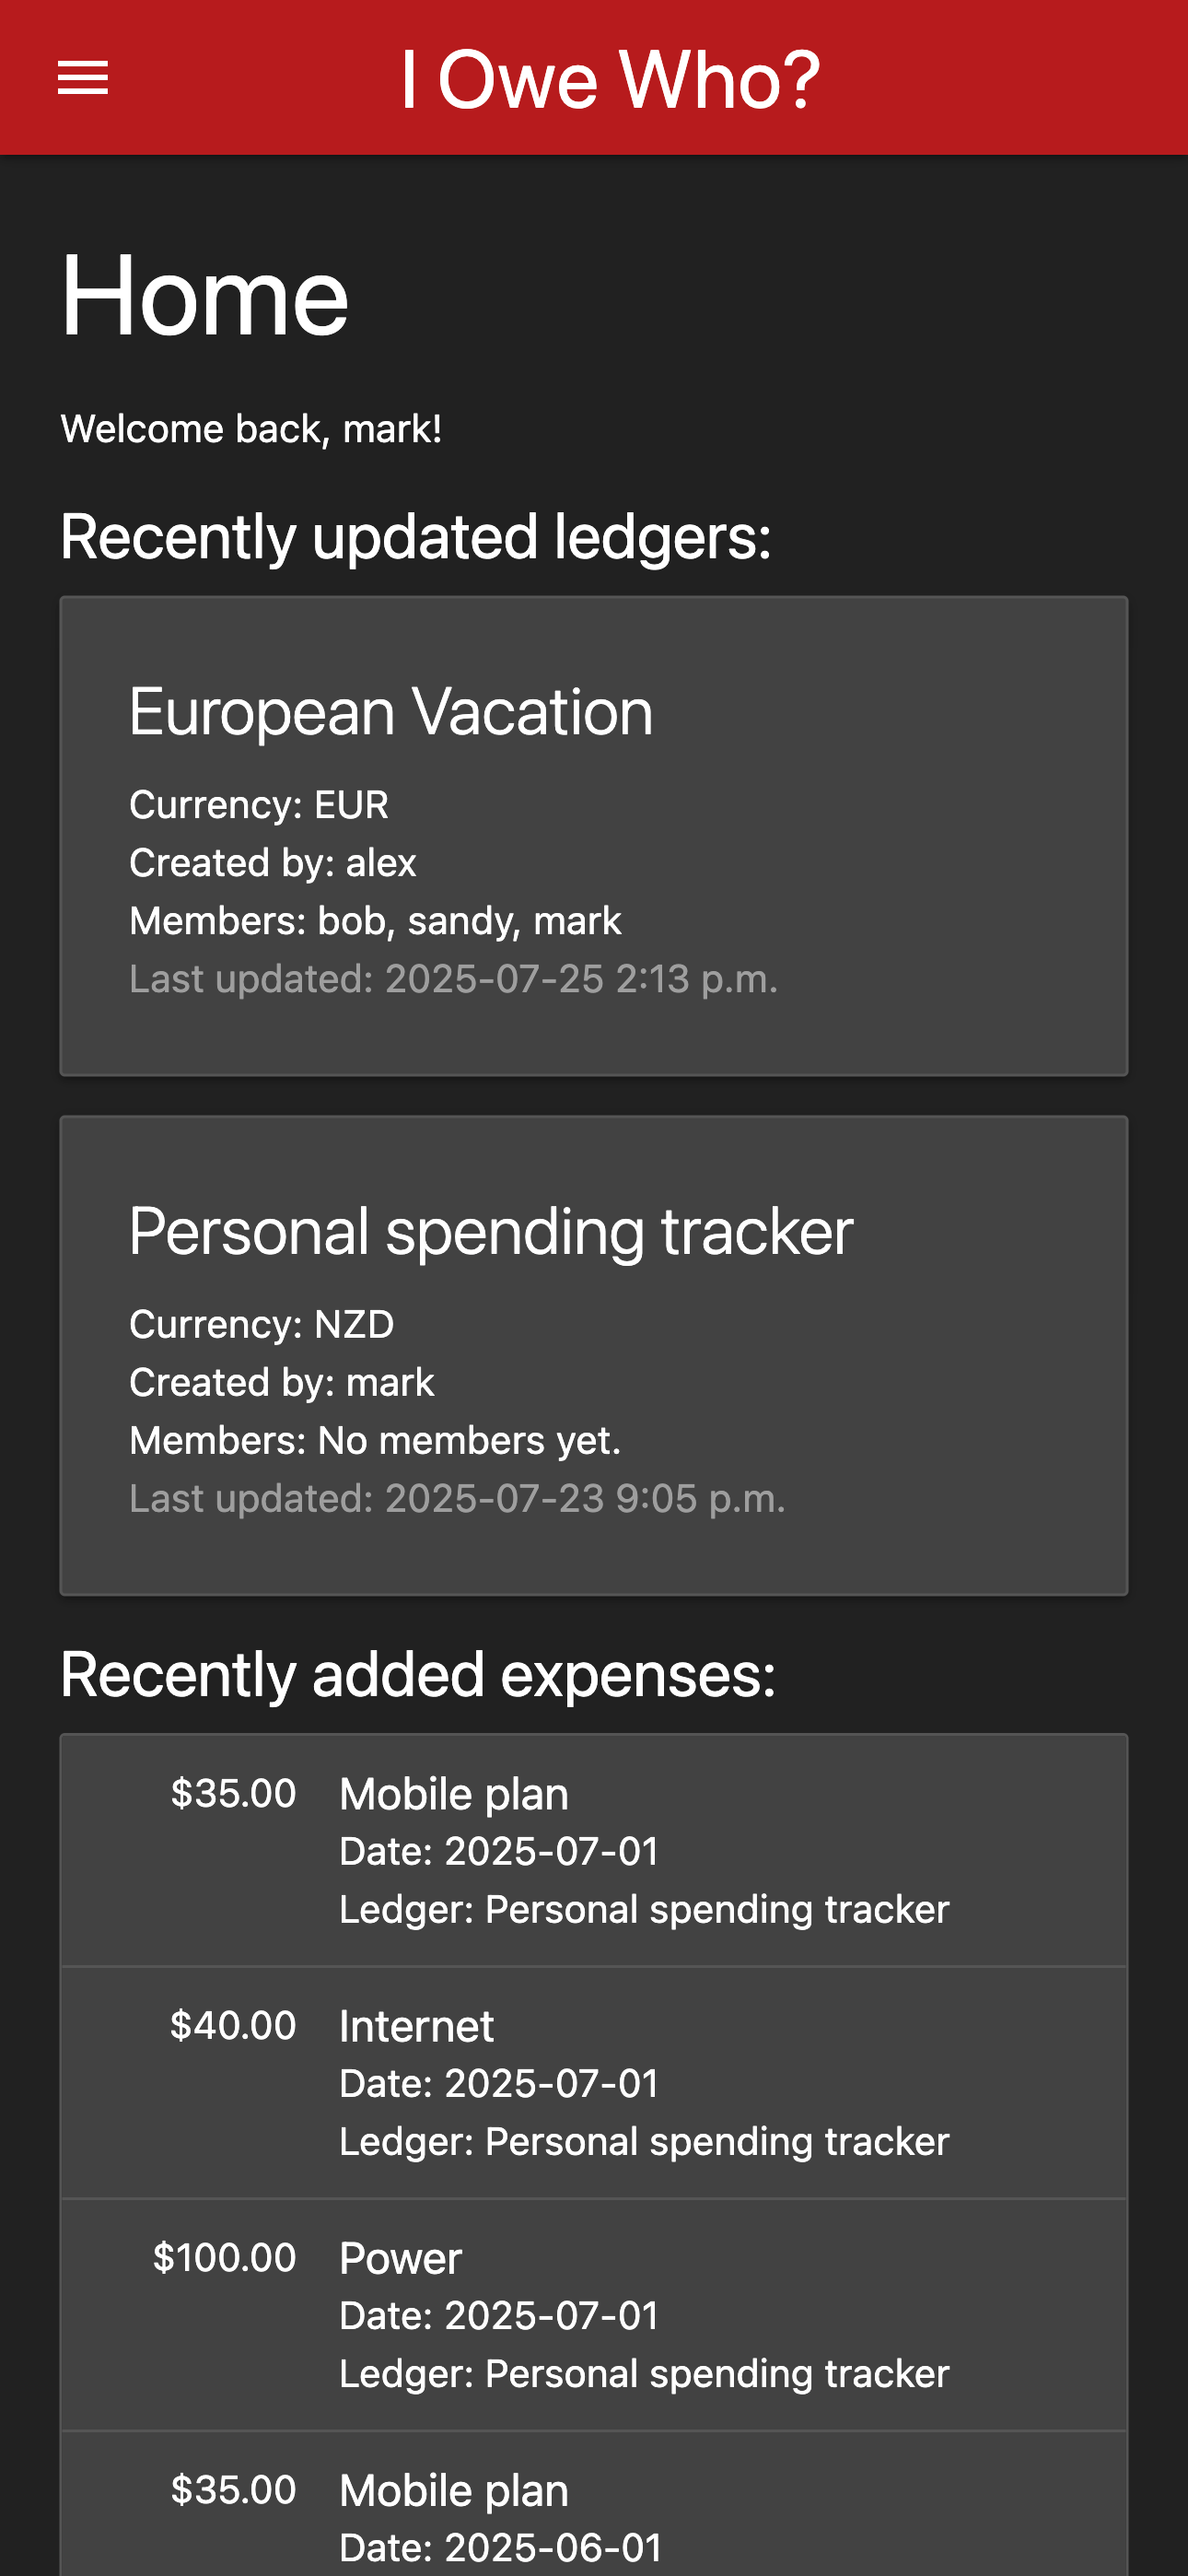 I Owe Who?
Home
Welcome back, mark!
Recently updated ledgers:
European Vacation
Currency: EUR
Created by: alex
Members: bob, sandy, mark
Last updated: 2025-07-25 2:13 p.m.
Personal spending tracker
Currency: NZD
Created by: mark
Members: No members yet.
Last updated: 2025-07-23 9:05 p.m.
Recently added expenses:
$35.00 Mobile plan
Date: 2025-07-01
Ledger: Personal spending tracker
$40.00 Internet
Date: 2025-07-01
Ledger: Personal spending tracker
$100.00 Power
Date: 2025-07-01
Ledger: Personal spending tracker
$35.00 Mobile plan
Date: 2025-06-01